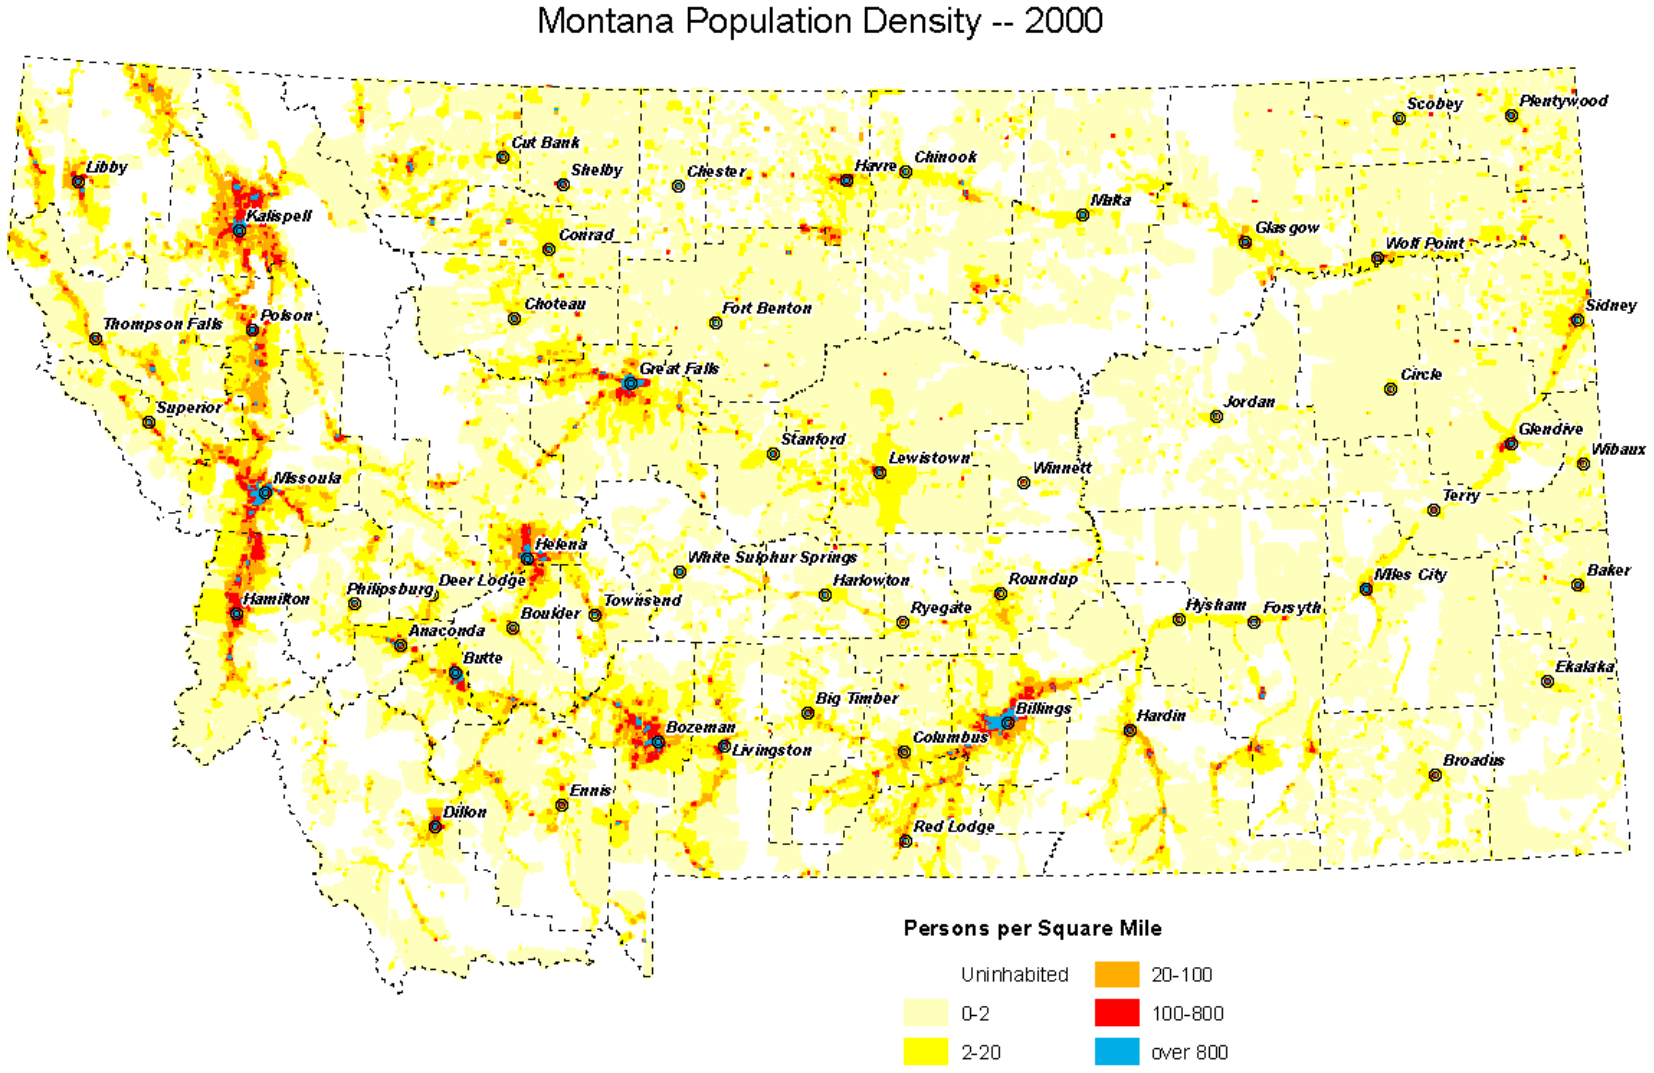 Montana Population Density -- 2000
Scobey
Plentywood
Cut Bank
Chinook
Libby
Shelby
Chester
Havre
Malta
Kalispell
Conrad
Glasgow
Wolf Point
Choteau
Fort Benton
Sidney
Thompson Falls
Polson
Great Falls
Circle
Superior
Jordan
Stanford
Glendive
Lewistown
Wibaux
Missoula
Winnett
Terry
Helena
White Sulphur Springs
Deer Lodge
Harlowton
Roundup
Miles City
Baker
Philipsburg
Hamilton
Townsend
Ryegate
Hysham
Forsyth
Boulder
Anaconda
Butte
Ekalaka
Big Timber
Billings
Hardin
Bozeman
Columbus
Livingston
Broadus
Ennis
Dillon
Red Lodge
Persons per Square Mile
Uninhabited
20-100
0-2
100-800
2-20
over 800